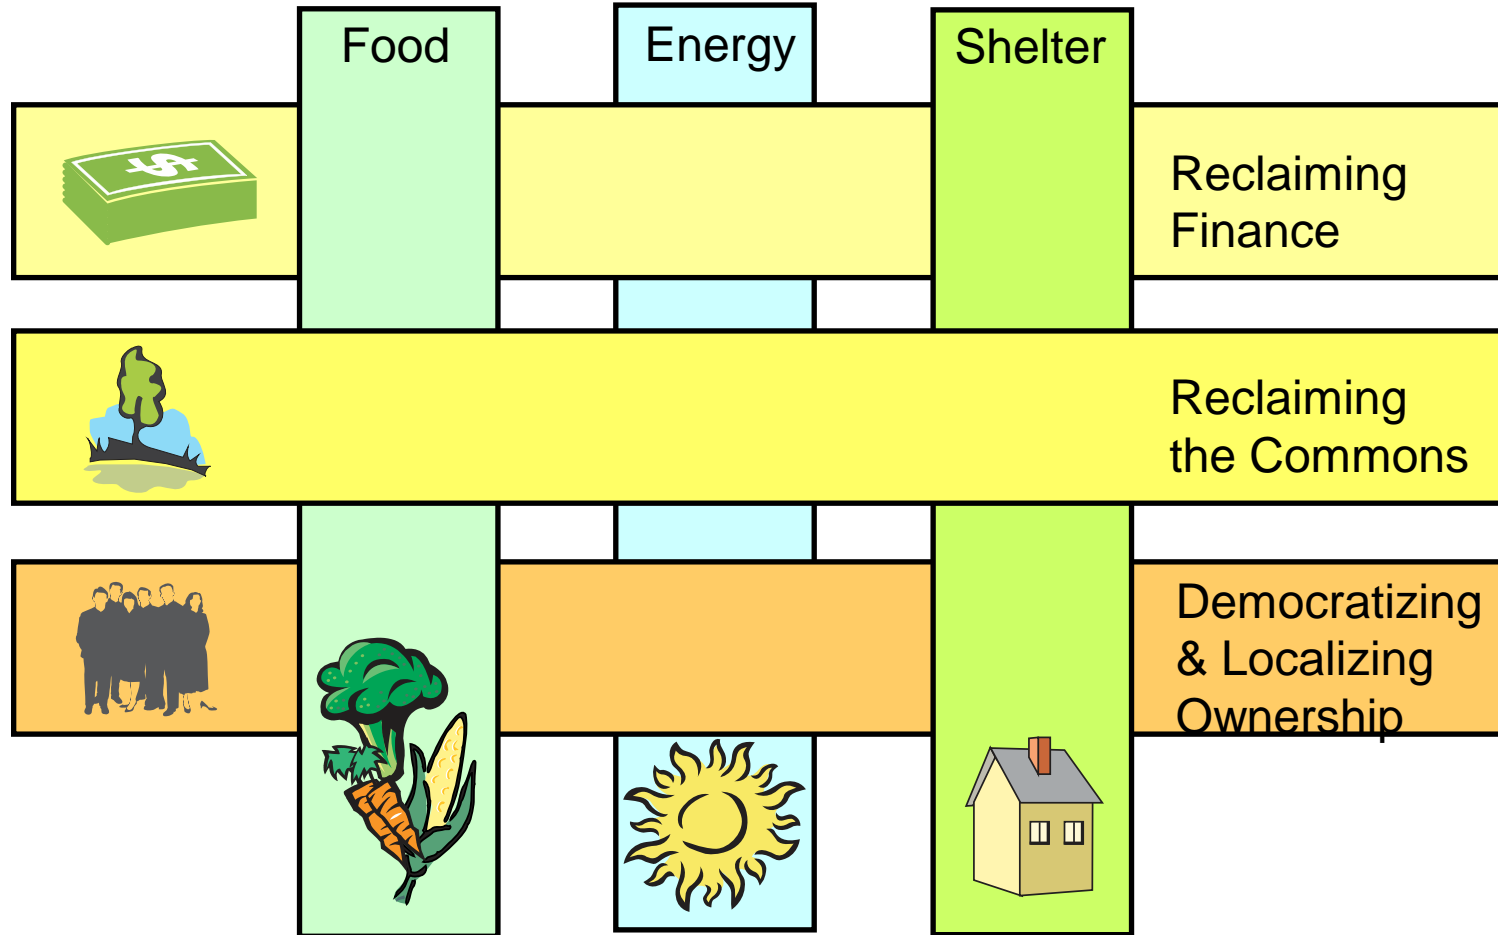 Food
Energy
Shelter
Reclaiming
Finance
Reclaiming
the Commons
Democratizing
& Localizing
Ownership
$